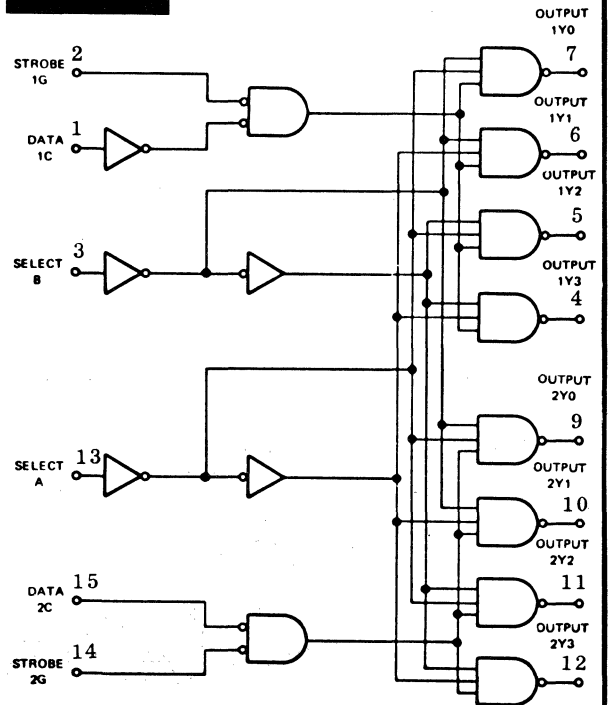 OUTPUT
1Y0
2
7
STROBE
1G
OUTPUT
1Y1
1
DATA
1C
6
OUTPUT
1Y2
3
5
SELECT
B
OUTPUT
1Y3
4
OUTPUT
2Y0
9
13
SELECT
A
OUTPUT
2Y1
10
OUTPUT
2Y2
15
DATA
2C
11
OUTPUT
2Y3
14
STROBE
2G
12